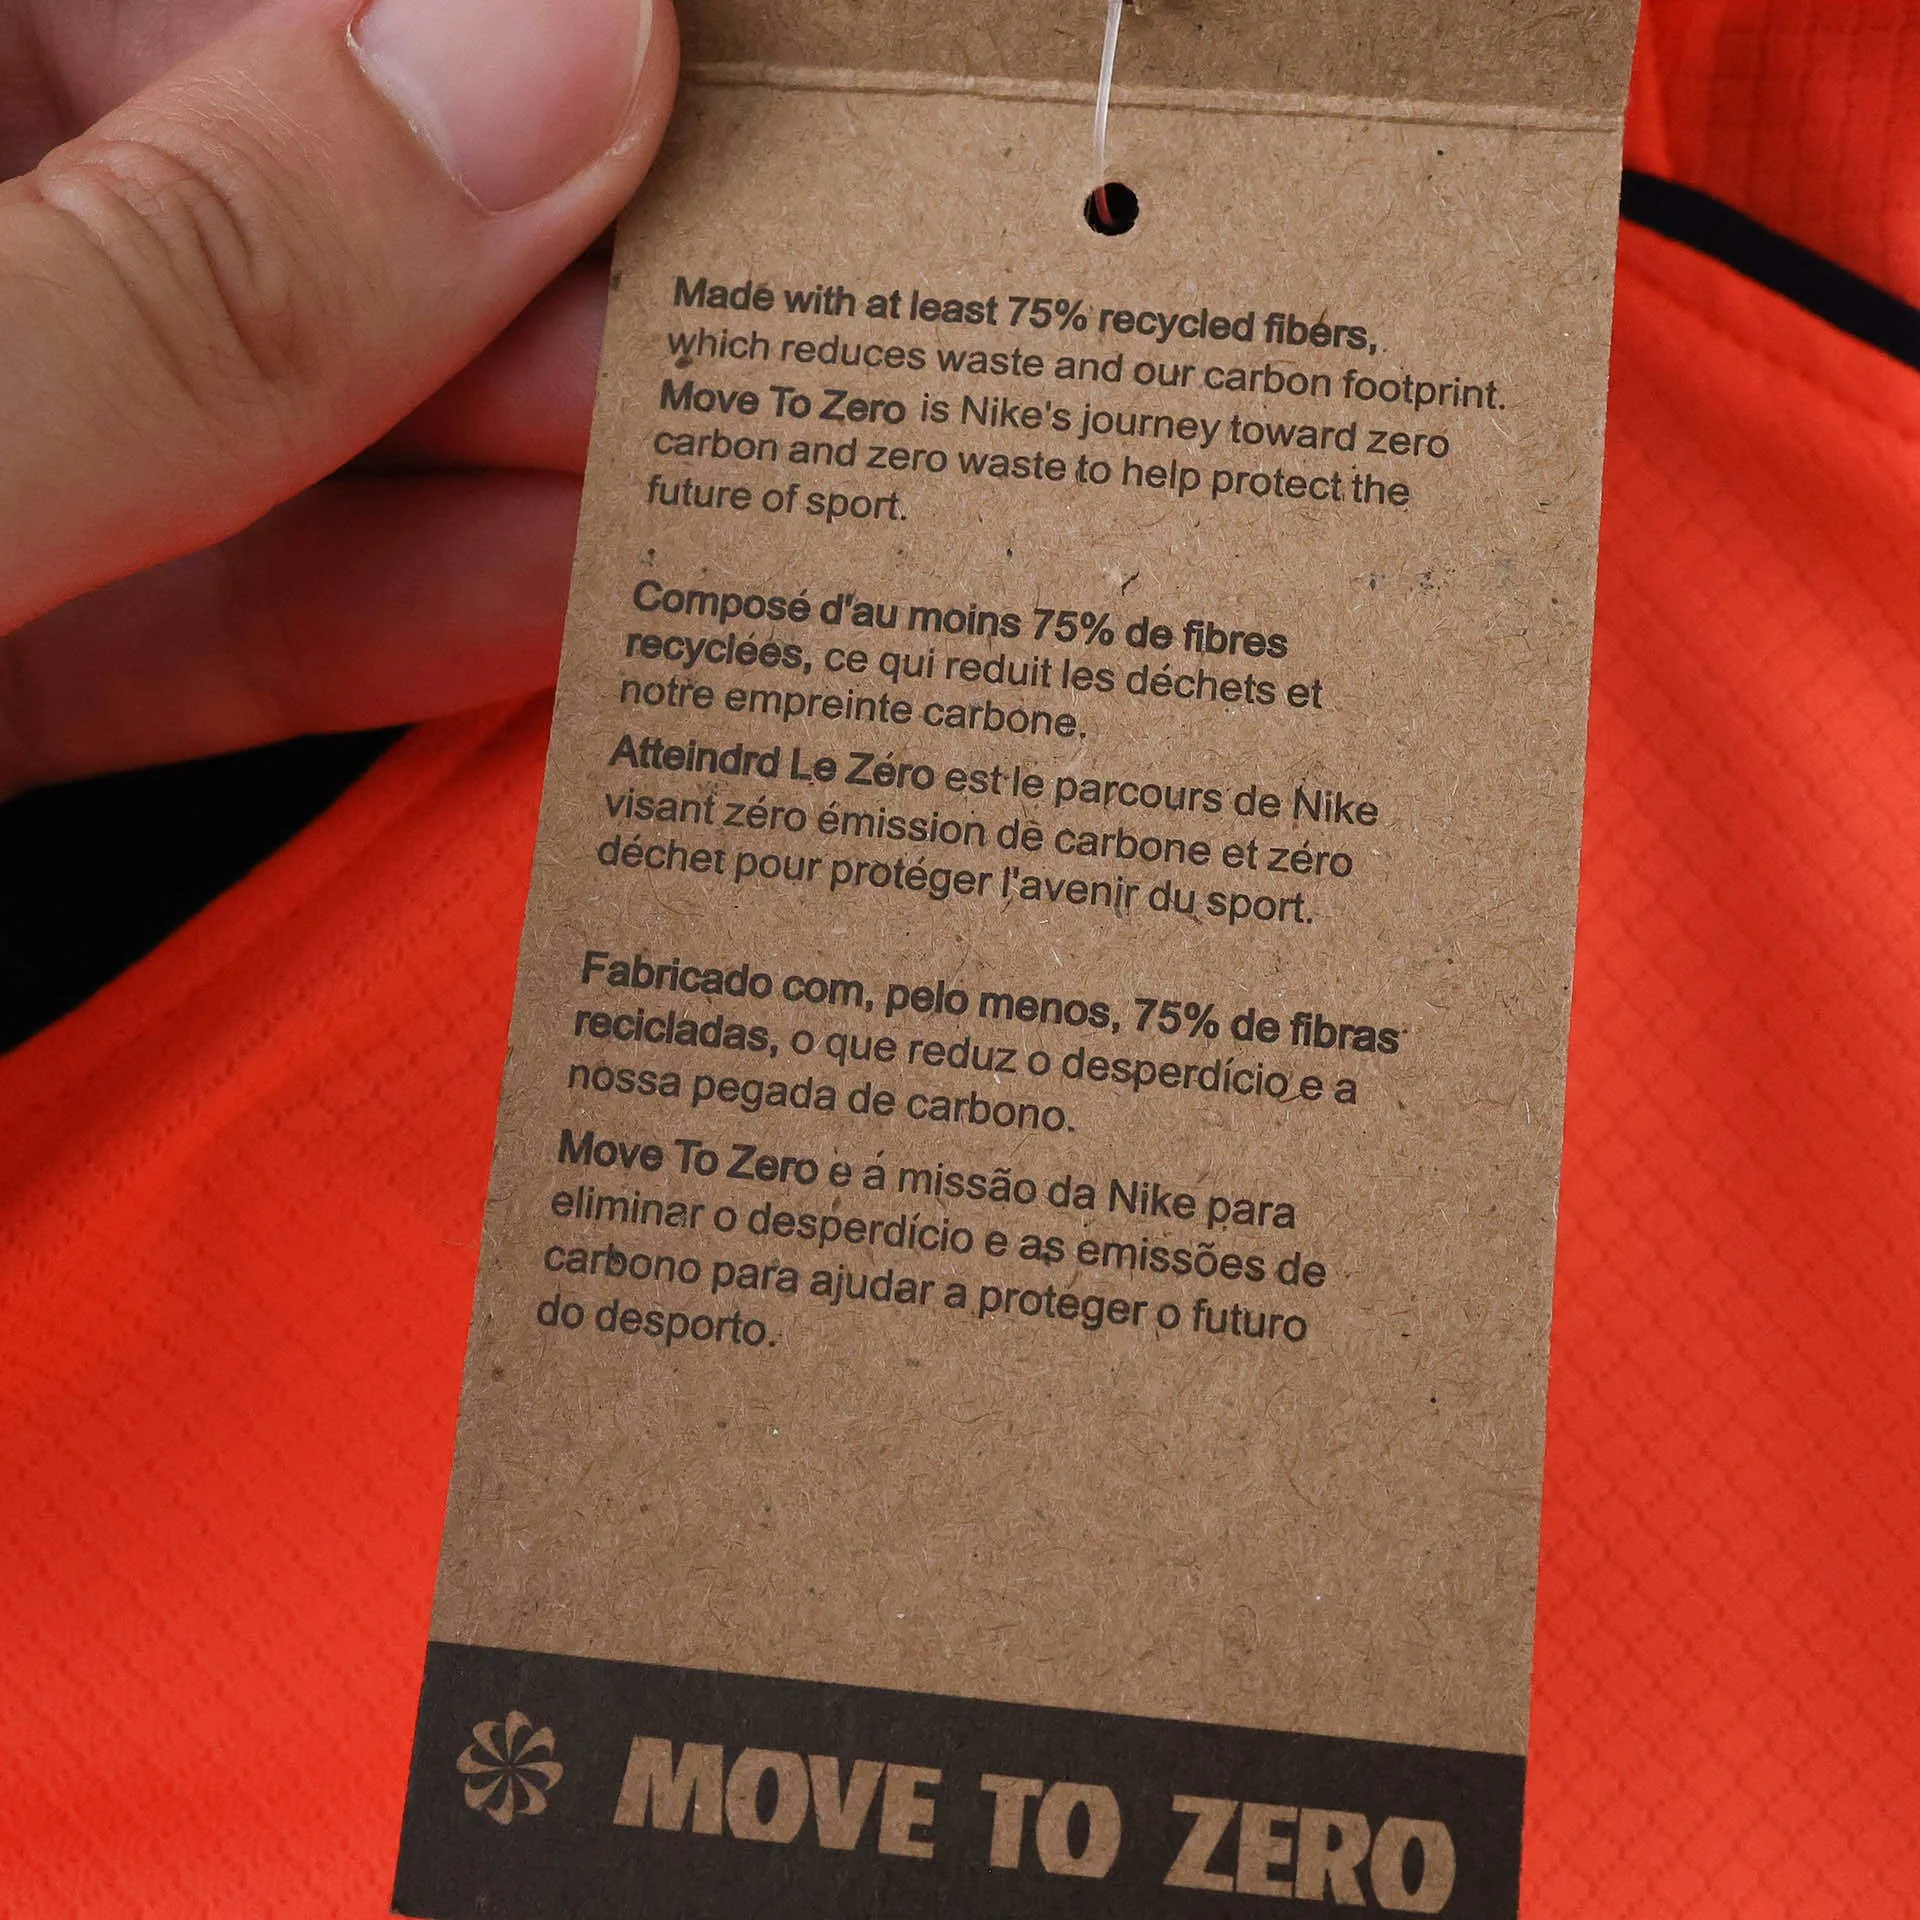 Made with at least 75% recycled fibers,
which reduces waste and our carbon footprint.
Move To Zero is Nike's journey toward zero
carbon and zero waste to help protect the
future of sport.
Composé d'au moins 75% de fibres
recyclées, ce qui reduit les déchets et
notre empreinte carbone.
Atteindrd Le Zéro est le parcours de Nike
visant zéro émission de carbone et zéro
déchet pour protéger l'avenir du sport.
Fabricado com, pelo menos, 75% de fibras
recicladas, o que reduz o desperdício e a
nossa pegada de carbono.
Move To Zero e á missão da Nike para
eliminar o desperdício e as emissões de
carbono para ajudar a proteger o futuro
do desporto.
MOVE TO ZERO